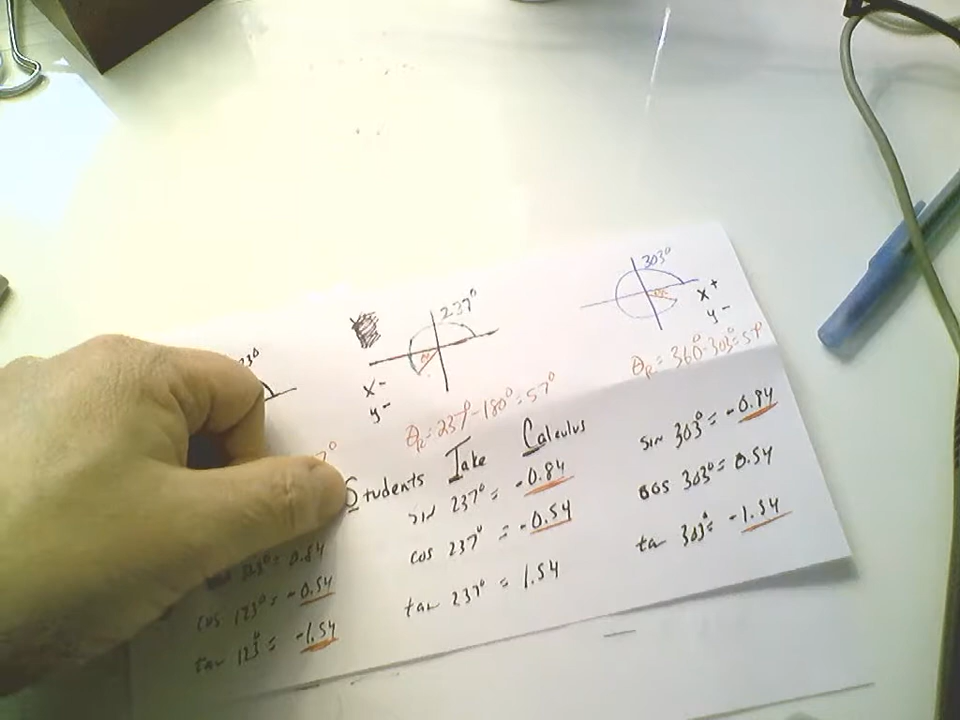 237°
X-
y-
θR = 237° - 180° = 57°
303°
X+
y-
θR = 360° - 303° = 57°
Students Take Calculus
cos 123° = -0.54
tan 123° = -1.54
sin 237° = -0.84
cos 237° = -0.54
tan 237° = 1.54
sin 303° = -0.84
cos 303° = 0.54
tan 303° = -1.54